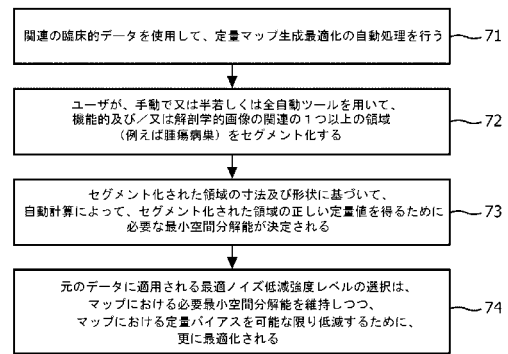 関連の臨床的データを使用して、定量マップ生成最適化の自動処理を行う
71
ユーザが、手動で又は半若しくは全自動ツールを用いて、
機能的及び/又は解剖学的画像の関連の1つ以上の領域
(例えば腫瘍病巣)をセグメント化する
72
セグメント化された領域の寸法及び形状に基づいて、
自動計算によって、セグメント化された領域の正しい定量値を得るために
必要な最小空間分解能が決定される
73
元のデータに適用される最適ノイズ低減強度レベルの選択は、
マップにおける必要最小空間分解能を維持しつつ、
マップにおける定量バイアスを可能な限り低減するために、
更に最適化される
74